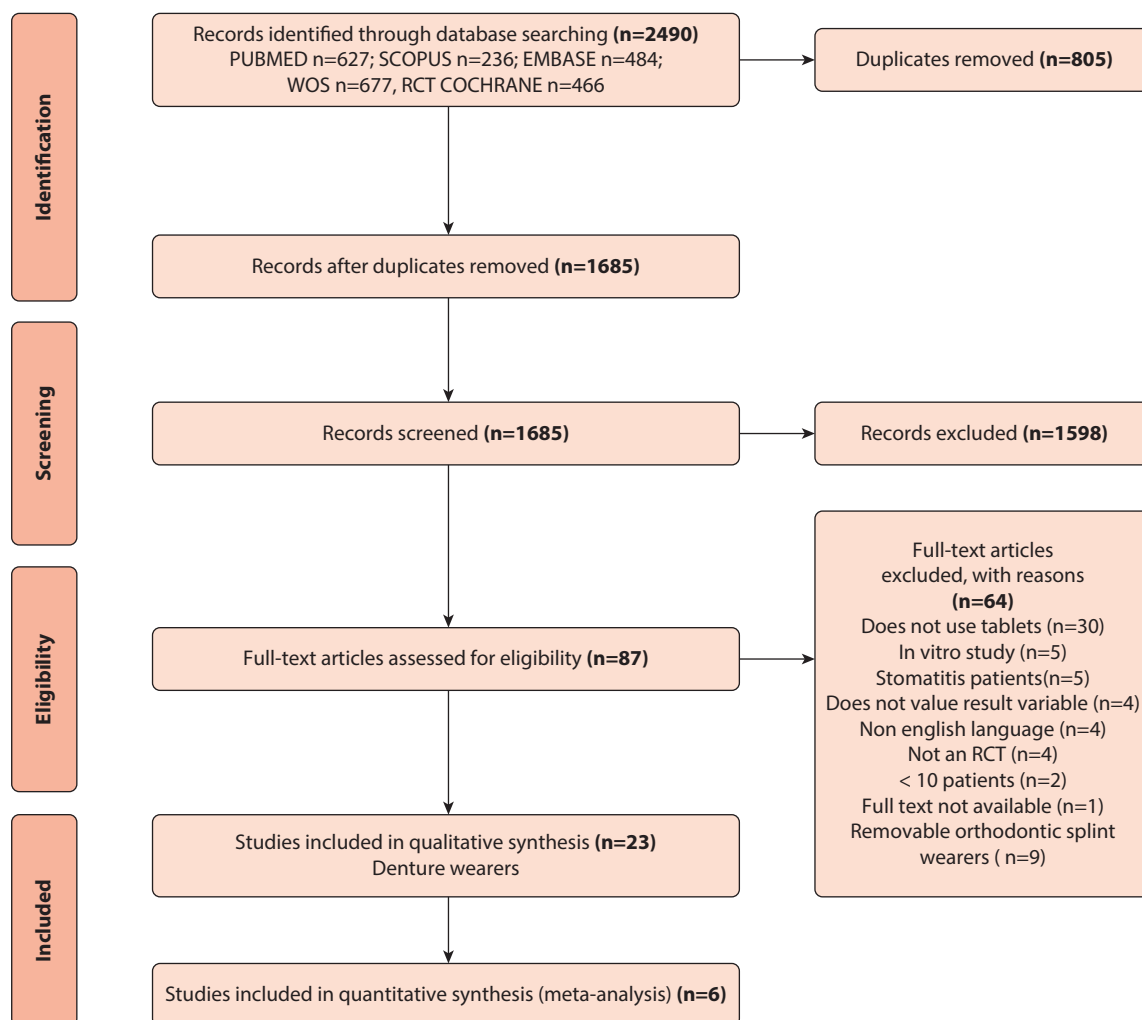 Identification
Records identified through database searching (n=2490)
PUBMED n=627; SCOPUS n=236; EMBASE n=484;
WOS n=677, RCT COCHRANE n=466
Duplicates removed (n=805)
Records after duplicates removed (n=1685)
Screening
Records screened (n=1685)
Records excluded (n=1598)
Eligibility
Full-text articles assessed for eligibility (n=87)
Full-text articles
excluded, with reasons
(n=64)
Does not use tablets (n=30)
In vitro study (n=5)
Stomatitis patients(n=5)
Does not value result variable (n=4)
Non english language (n=4)
Not an RCT (n=4)
< 10 patients (n=2)
Full text not available (n=1)
Removable orthodontic splint
wearers ( n=9)
Included
Studies included in qualitative synthesis (n=23)
Denture wearers
Studies included in quantitative synthesis (meta-analysis) (n=6)